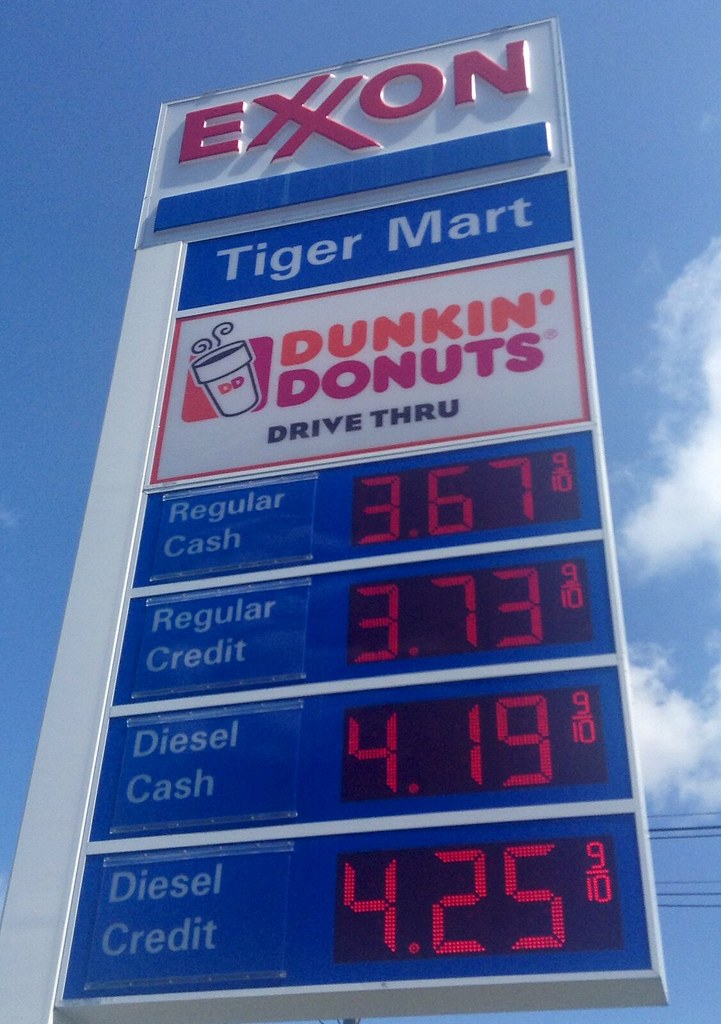 EXXON
Tiger Mart
DD
DUNKIN'
DONUTS®
DRIVE THRU
Regular
Cash
3.67 9/10
Regular
Credit
3.73 9/10
Diesel
Cash
4.19 9/10
Diesel
Credit
4.25 9/10